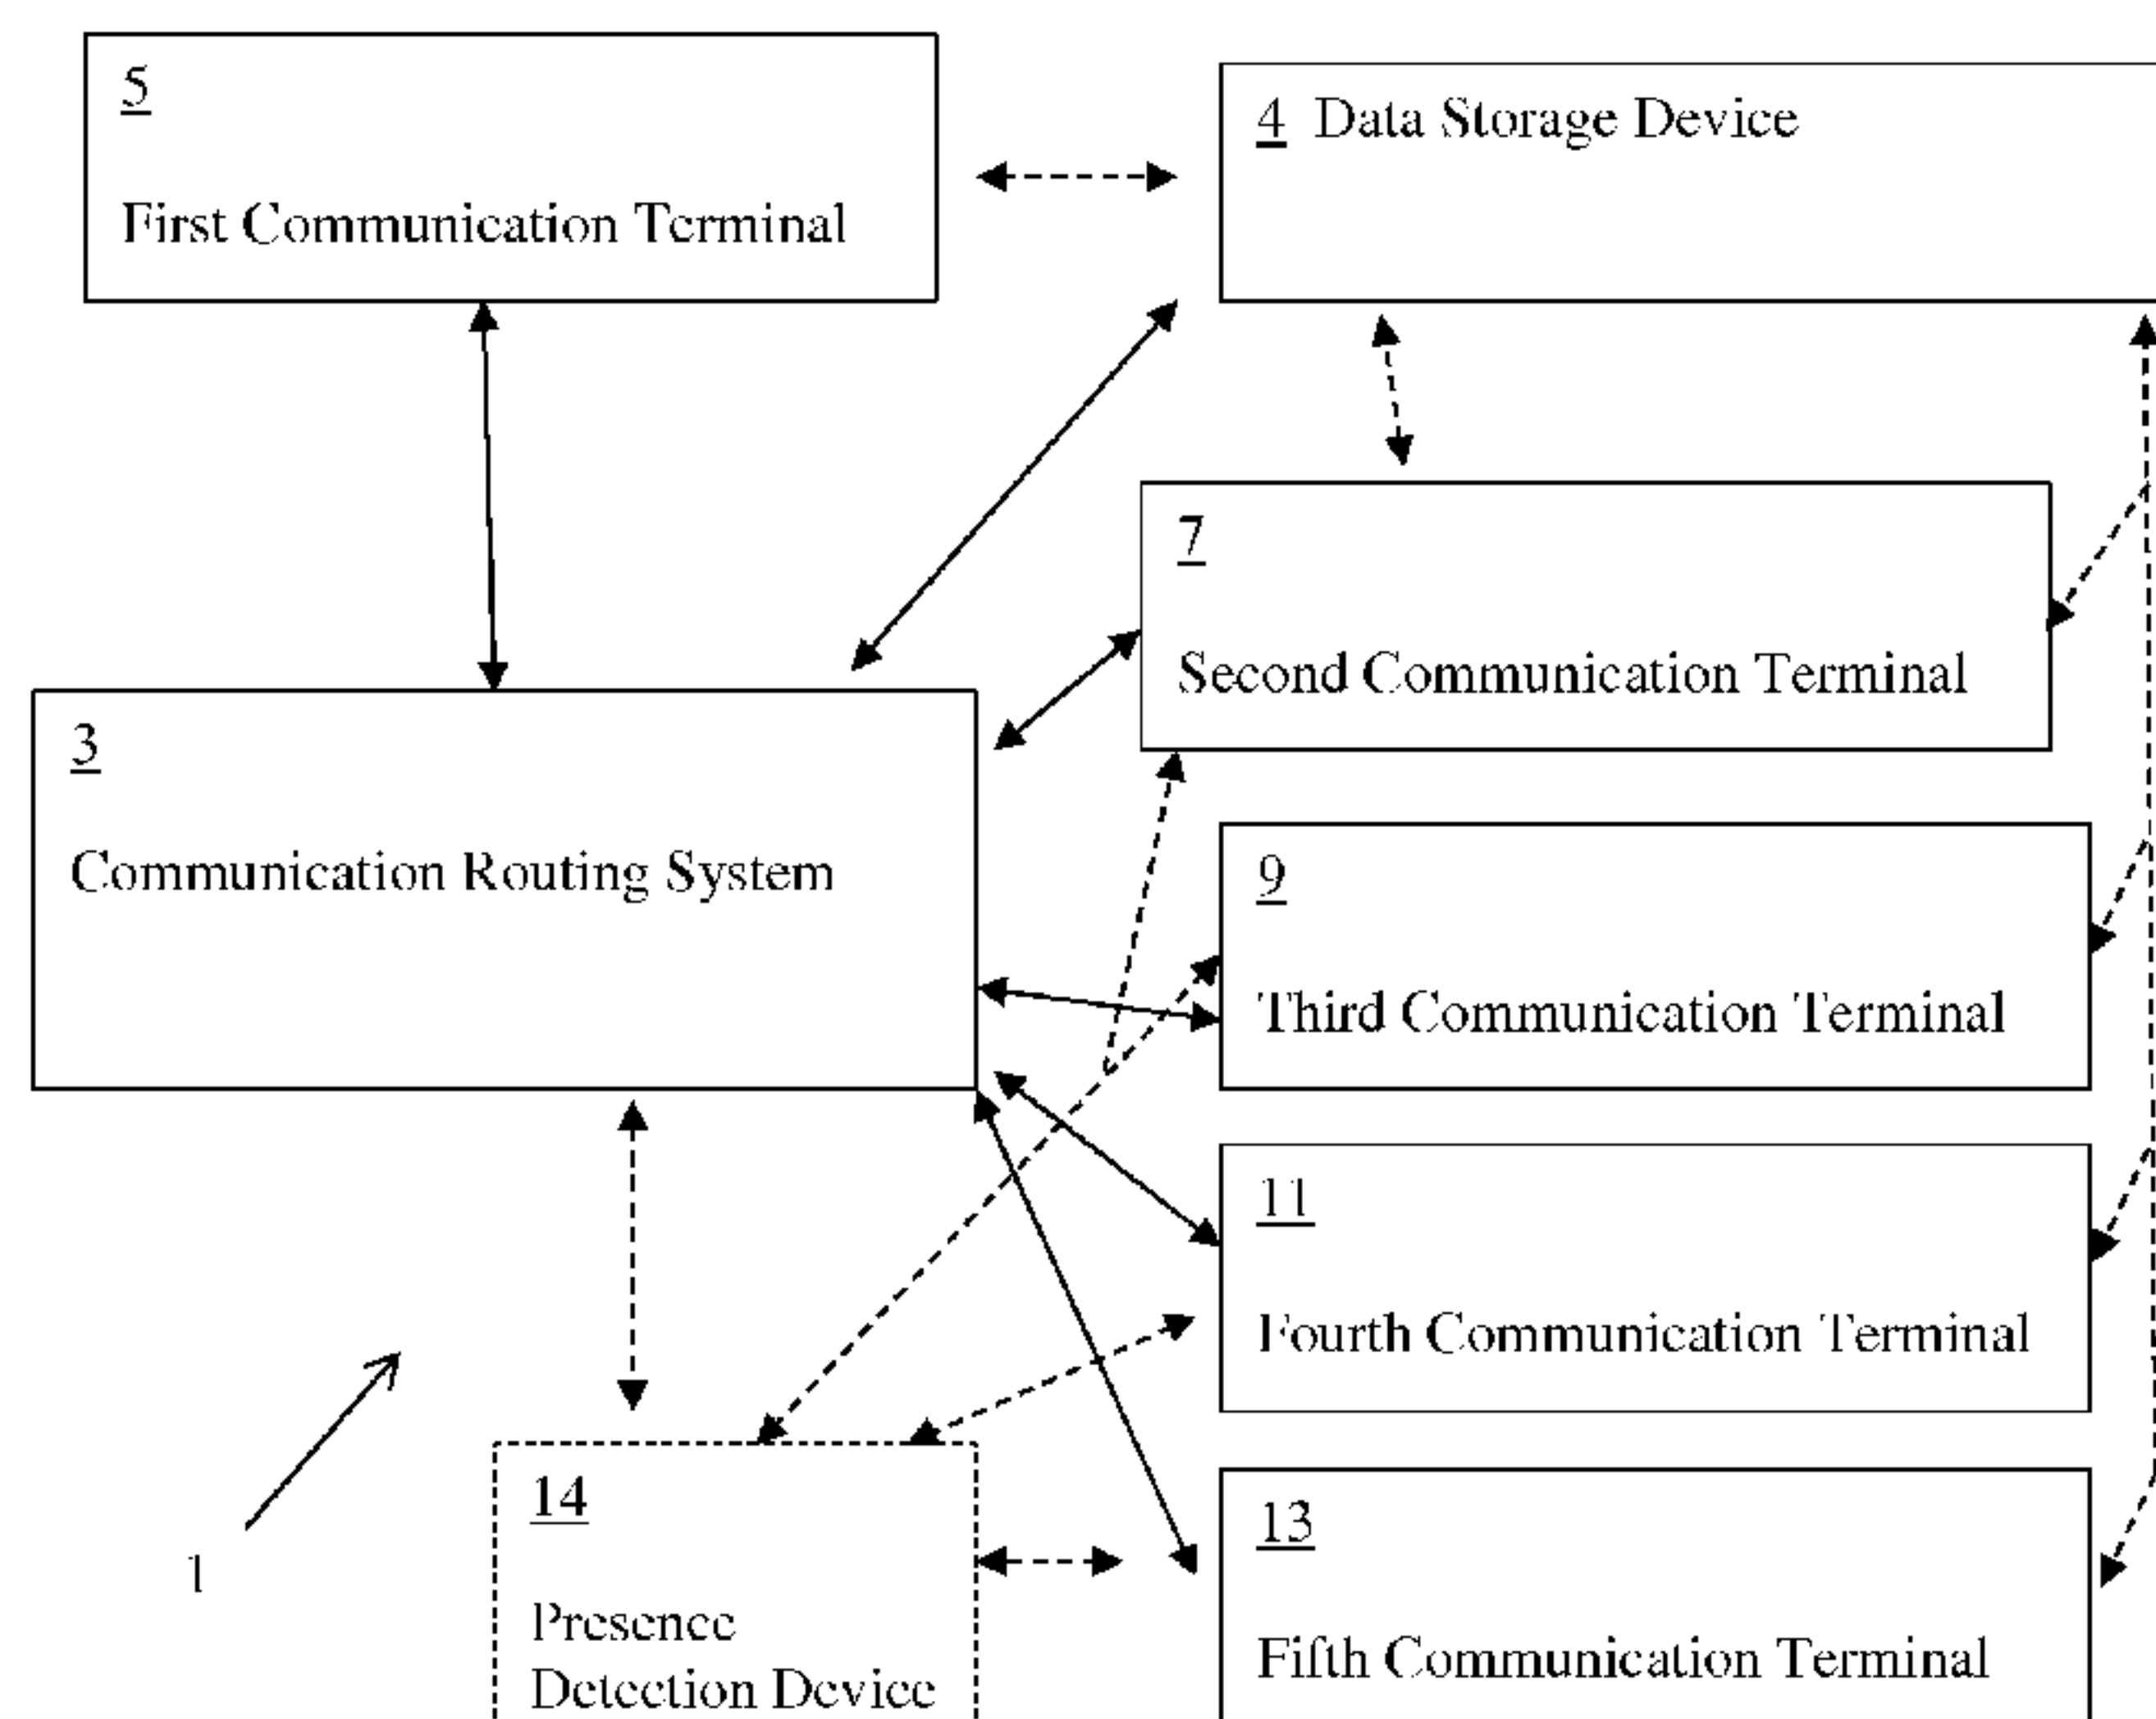 5
First Communication Terminal
4 Data Storage Device
7
Second Communication Terminal
3
Communication Routing System
9
Third Communication Terminal
11
Fourth Communication Terminal
1
14
Presence
Detection Device
13
Fifth Communication Terminal